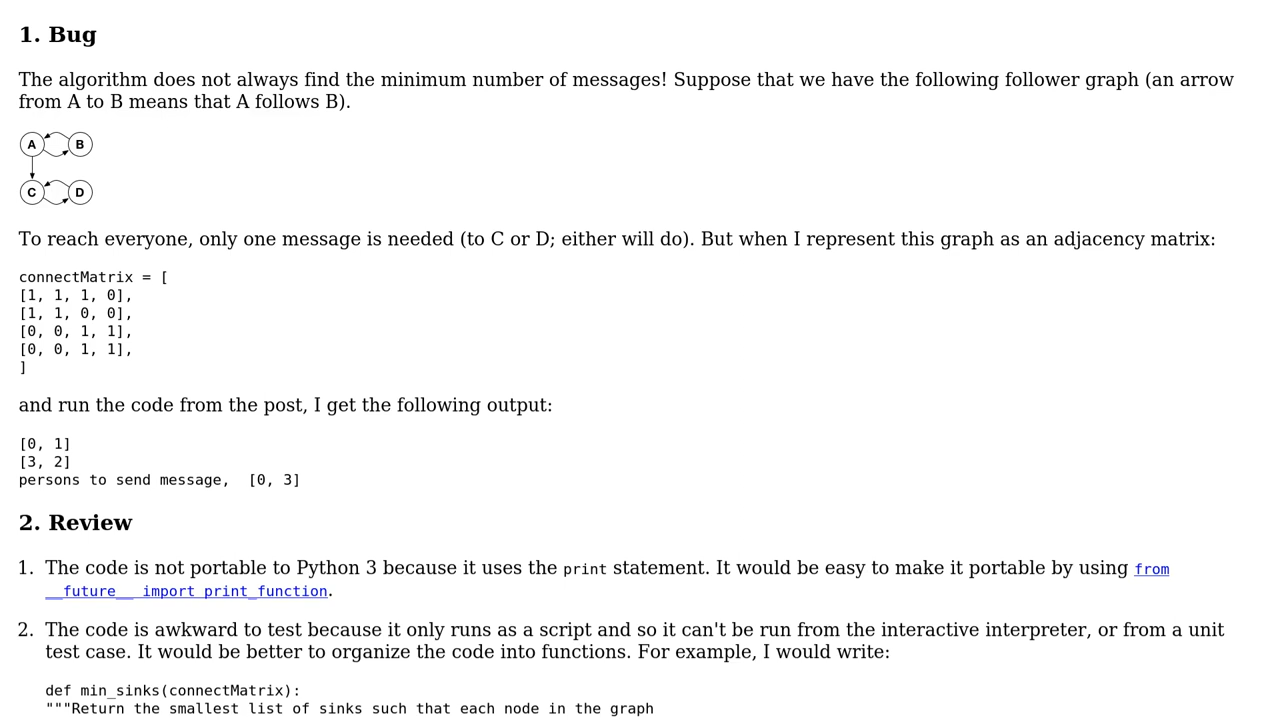 1. Bug
The algorithm does not always find the minimum number of messages! Suppose that we have the following follower graph (an arrow
from A to B means that A follows B).
A B
C D
To reach everyone, only one message is needed (to C or D; either will do). But when I represent this graph as an adjacency matrix:
connectMatrix = [
[1, 1, 1, 0],
[1, 1, 0, 0],
[0, 0, 1, 1],
[0, 0, 1, 1],
]
and run the code from the post, I get the following output:
[0, 1]
[3, 2]
persons to send message,  [0, 3]
2. Review
1. The code is not portable to Python 3 because it uses the print statement. It would be easy to make it portable by using from
__future__ import print_function.
2. The code is awkward to test because it only runs as a script and so it can't be run from the interactive interpreter, or from a unit
test case. It would be better to organize the code into functions. For example, I would write:
def min_sinks(connectMatrix):
"""Return the smallest list of sinks such that each node in the graph